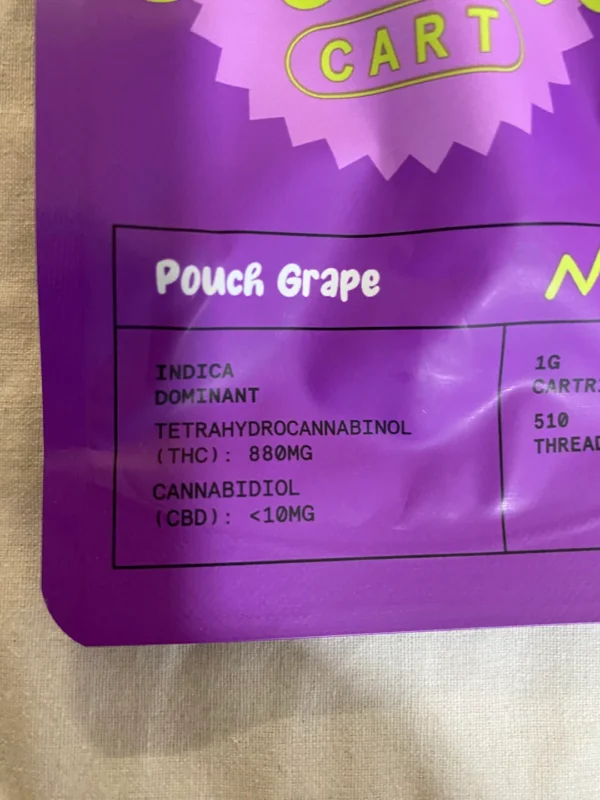 CART
Pouch Grape
INDICA
DOMINANT
TETRAHYDROCANNABINOL
(THC): 880MG
CANNABIDIOL
(CBD): <10MG
1G
510